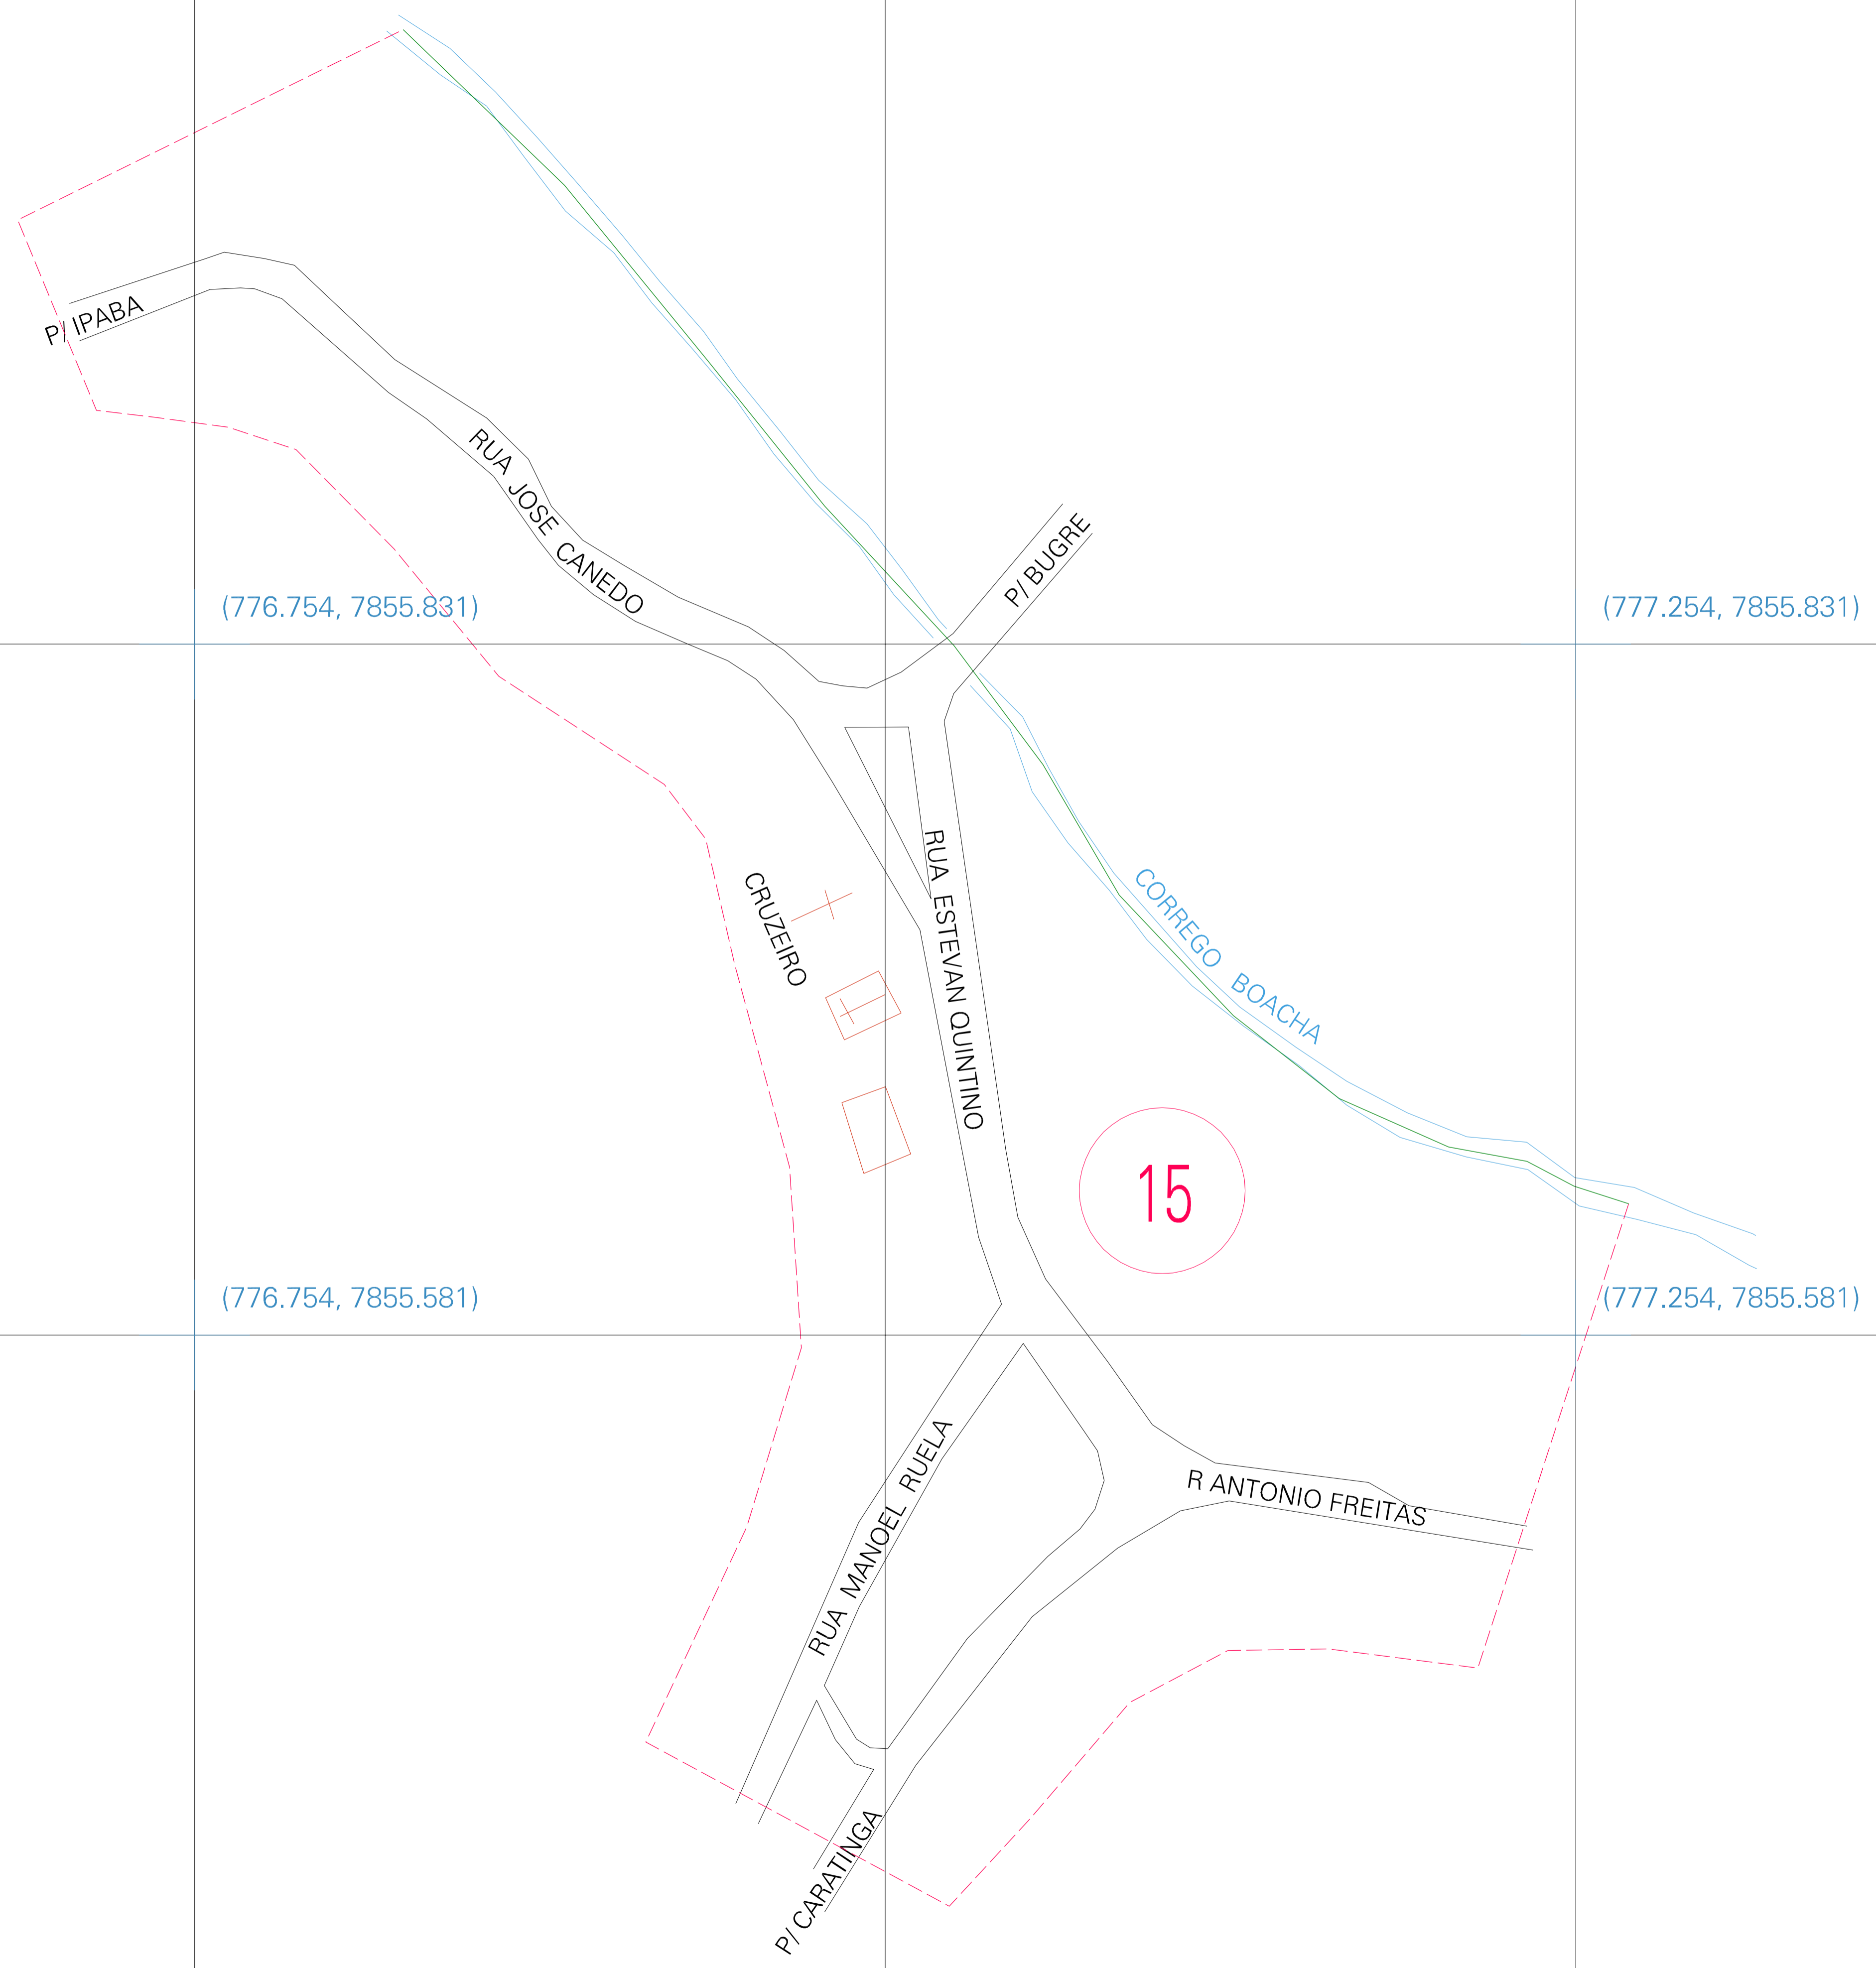 P/ IPABA
RUA JOSE CANEDO
P/ BUGRE
(776.754, 7855.831)
(777.254, 7855.831)
RUA ESTEVAN QUINTINO
CRUZEIRO
CORREGO BOACHA
15
(776.754, 7855.581)
(777.254, 7855.581)
RUA MANOEL RUELA
R ANTONIO FREITAS
P/ CARATINGA